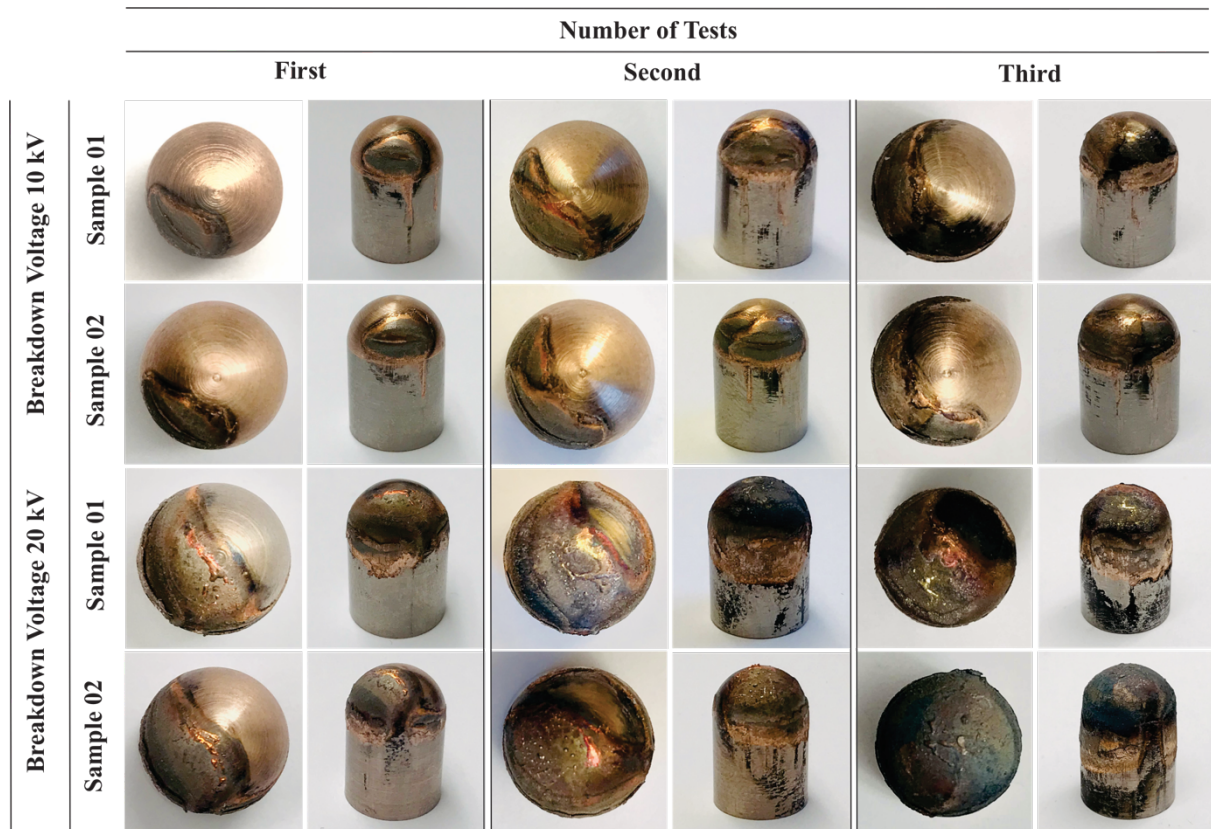 Number of Tests
First Second Third
Breakdown Voltage 10 kV
Sample 01
Sample 02
Breakdown Voltage 20 kV
Sample 01
Sample 02